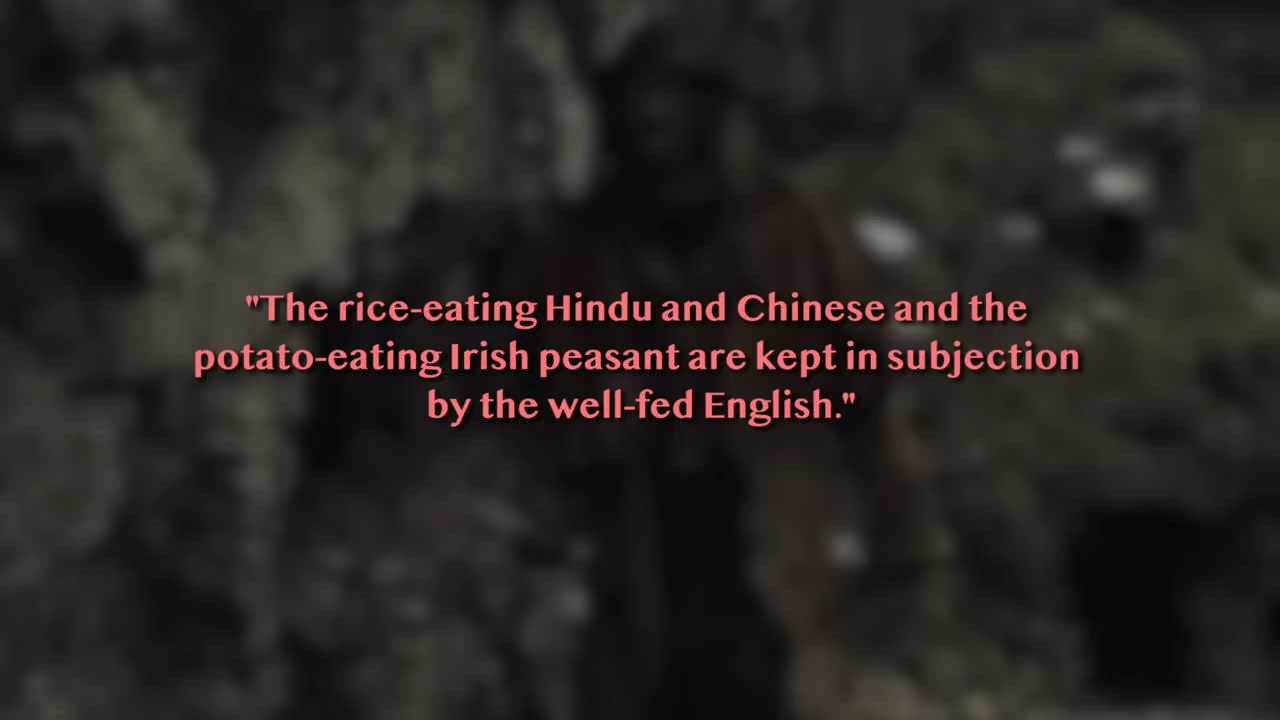 "The rice-eating Hindu and Chinese and the
potato-eating Irish peasant are kept in subjection
by the well-fed English."